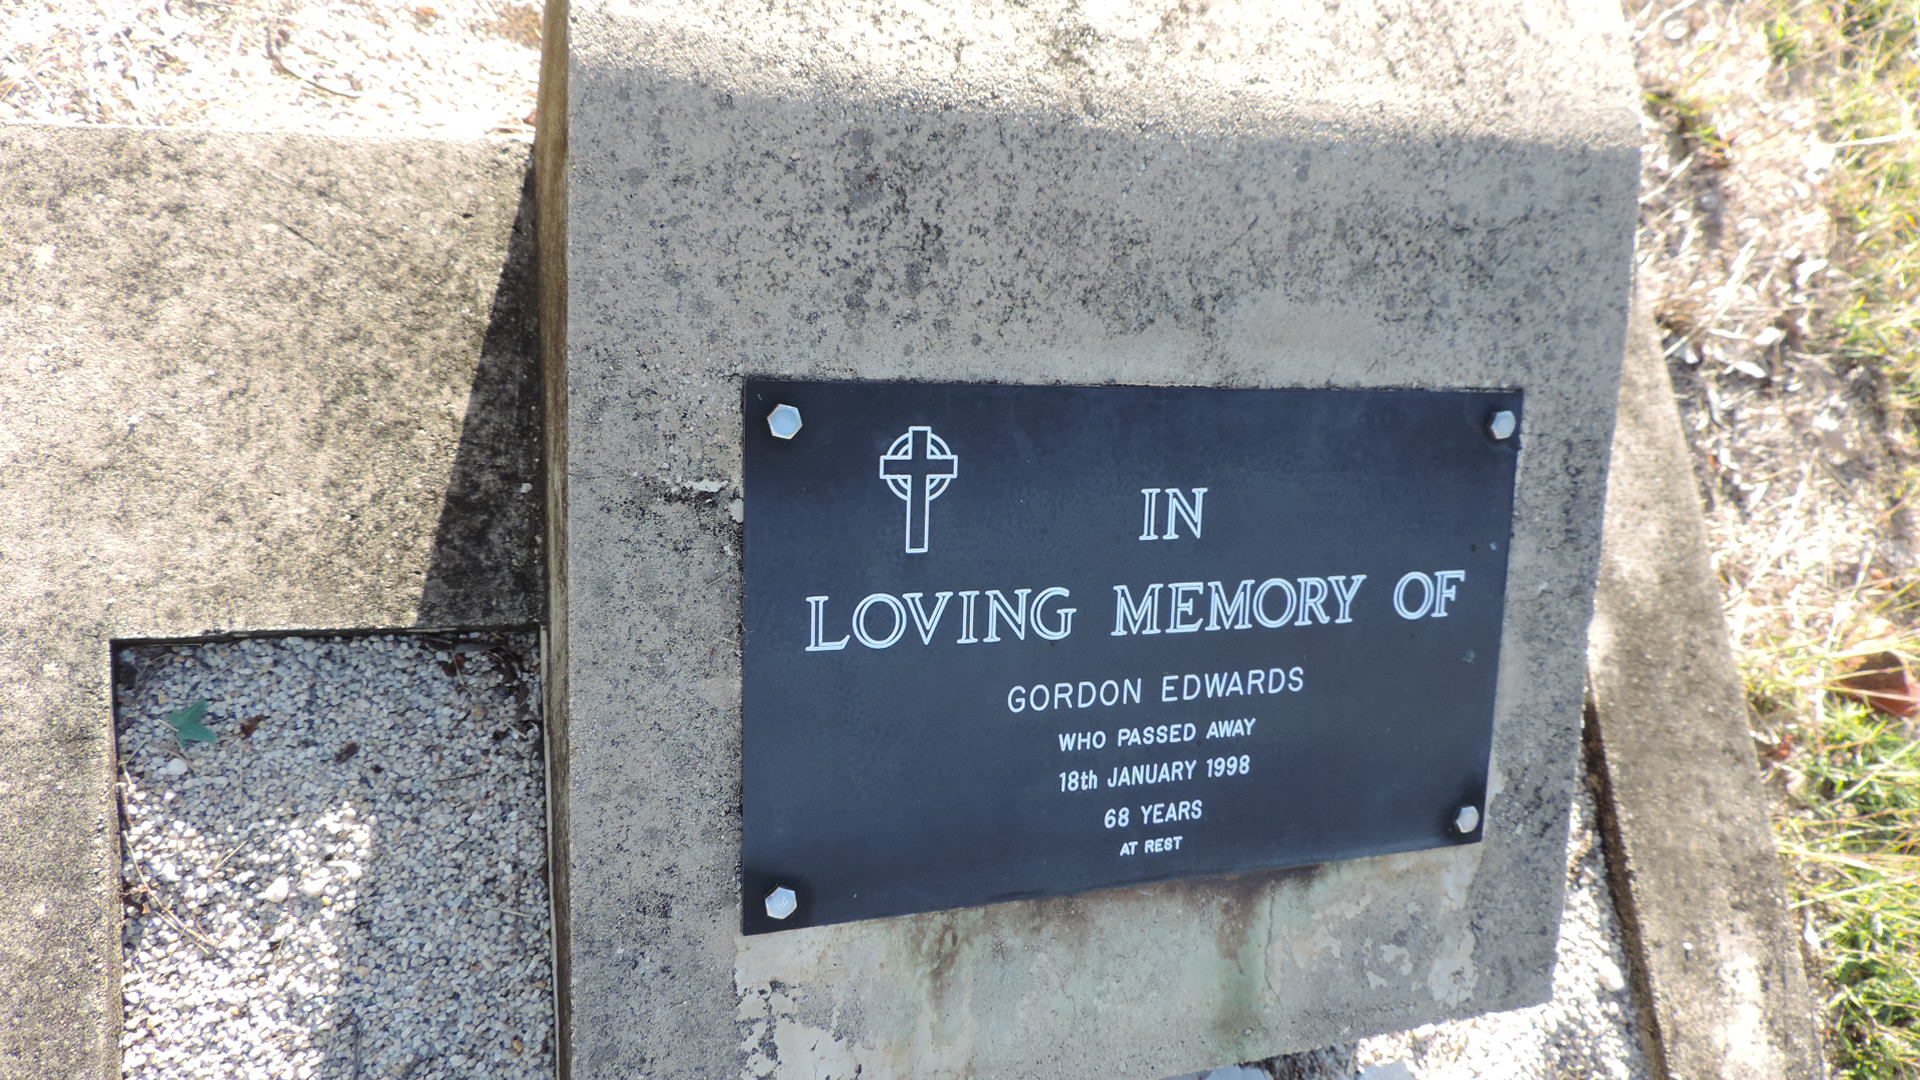 IN
LOVING MEMORY OF
GORDON EDWARDS
WHO PASSED AWAY
18th JANUARY 1998
68 YEARS
AT REST